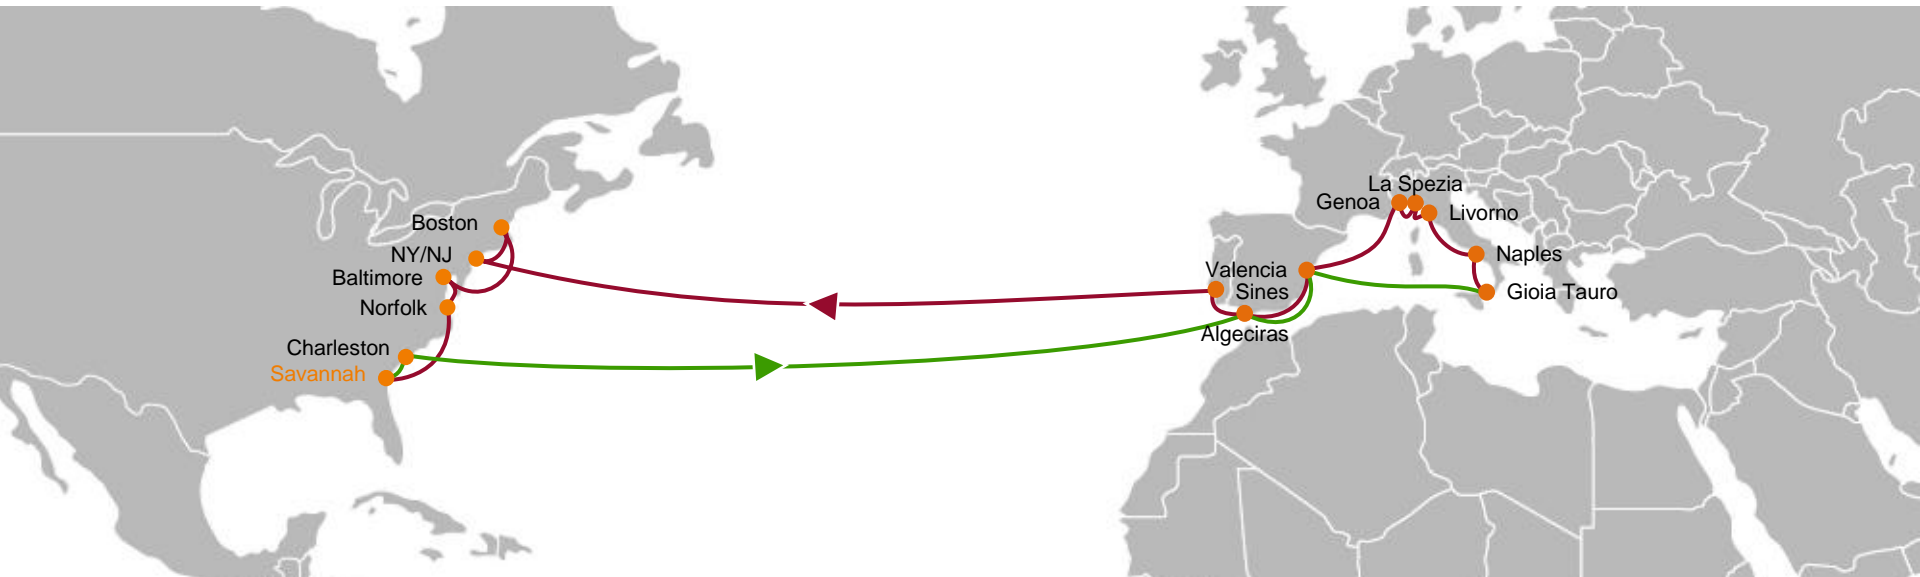 La Spezia
Genoa
Livorno
Boston
NY/NJ
Naples
Baltimore
Valencia
Sines
Gioia Tauro
Norfolk
Algeciras
Charleston
Savannah